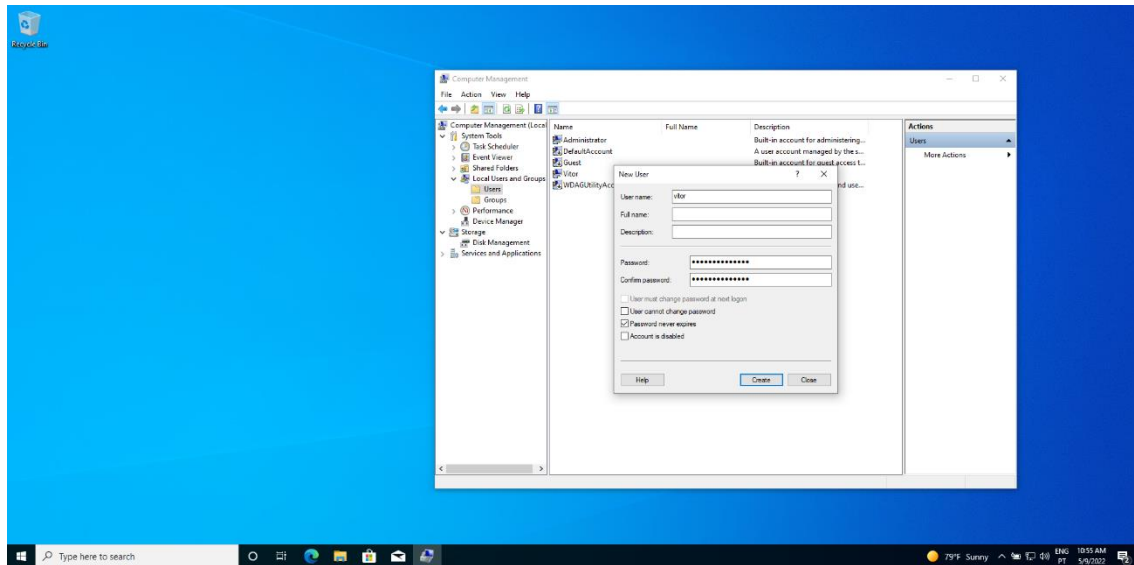 Recycle Bin
Computer Management
File Action View Help
Computer Management (Local
System Tools
Task Scheduler
Event Viewer
Shared Folders
Local Users and Groups
Users
Groups
Performance
Device Manager
Storage
Disk Management
Services and Applications
Name Full Name Description
Administrator Built-in account for administering...
DefaultAccount A user account managed by the s...
Guest Built-in account for guest access t...
Vitor
WDAGUtilityAcc nd use...
Actions
Users
More Actions
New User ? X
User name: vitor
Full name:
Description:
Password: ••••••••••••••
Confirm password: ••••••••••••••
User must change password at next logon
User cannot change password
Password never expires
Account is disabled
Help Create Close
Type here to search
79°F Sunny
ENG
PT
10:55 AM
5/9/2022
2